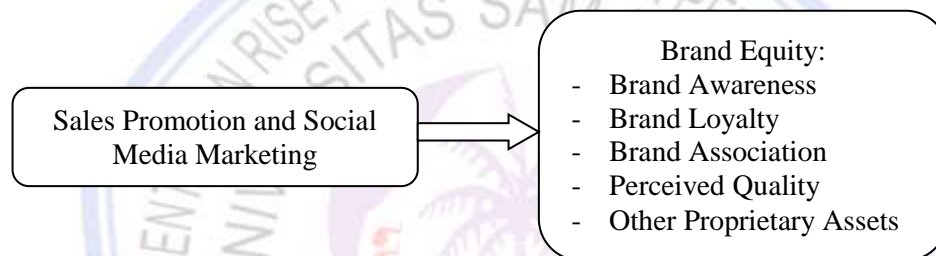 Sales Promotion and Social
Media Marketing
Brand Equity:
- Brand Awareness
- Brand Loyalty
- Brand Association
- Perceived Quality
- Other Proprietary Assets